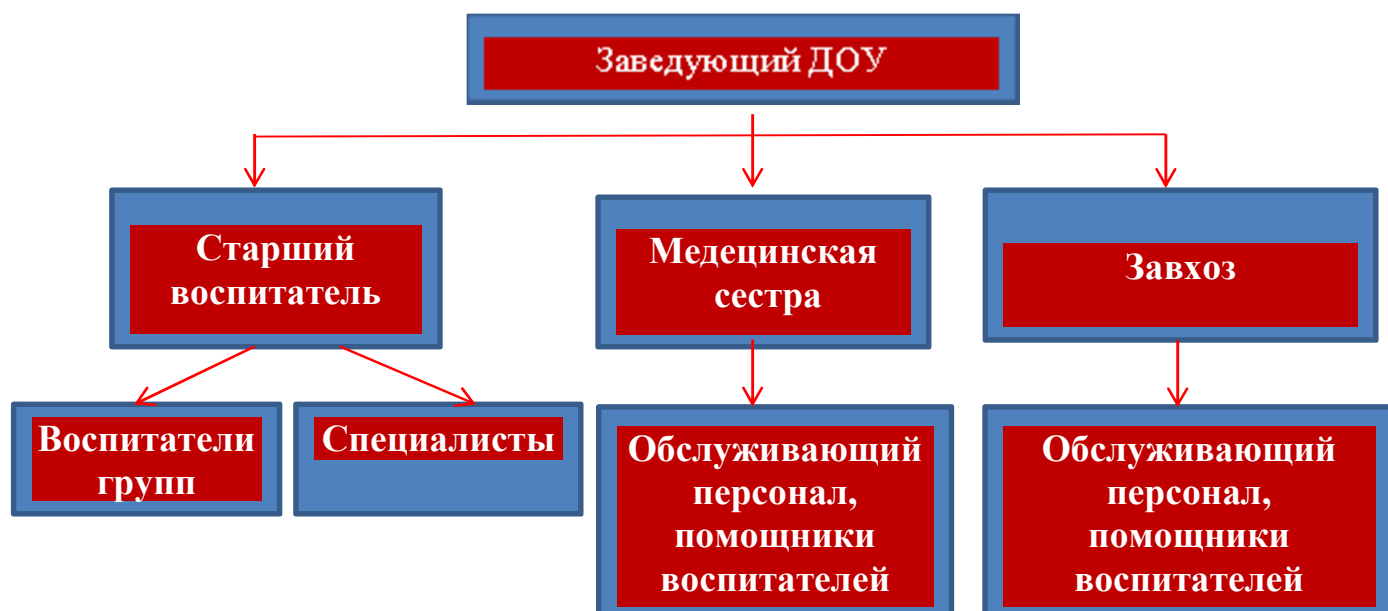 Заведующий ДОУ
Старший
воспитатель
Медецинская
сестра
Завхоз
Воспитатели
групп
Специалисты
Обслуживающий
персонал,
помощники
воспитателей
Обслуживающий
персонал,
помощники
воспитателей